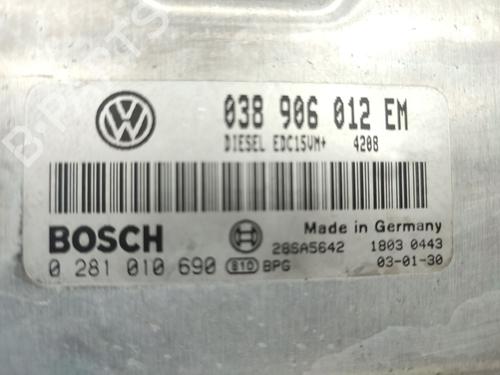 B-PARTS
038 906 012 EM
DIESEL EDC15VM+ 4208
BOSCH
Made in Germany
28SA5642 1803 0443
0 281 010 690 BPG 03-01-30